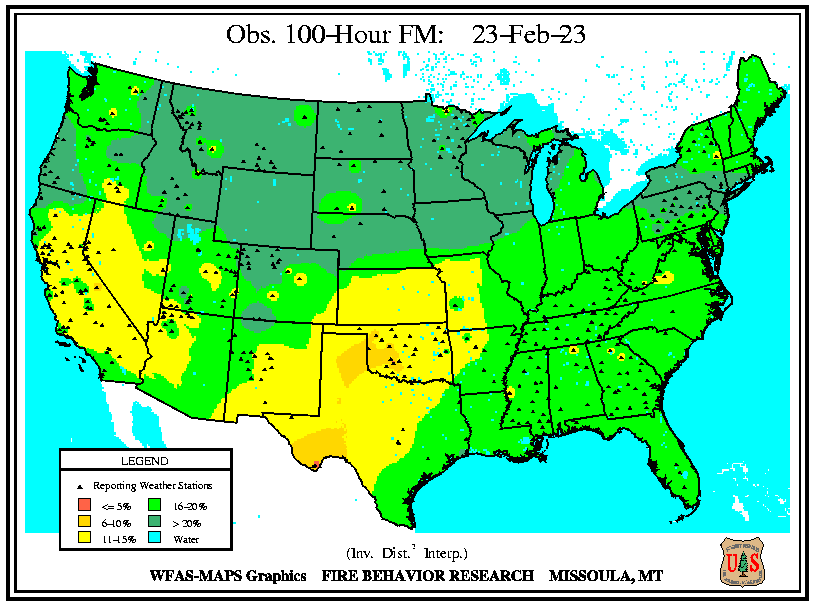 Obs. 100-Hour FM: 23-Feb-23
LEGEND
Reporting Weather Stations
<= 5% 16-20%
6-10% > 20%
11-15% Water
(Inv. Dist.² Interp.)
WFAS-MAPS Graphics FIRE BEHAVIOR RESEARCH MISSOULA, MT
U S